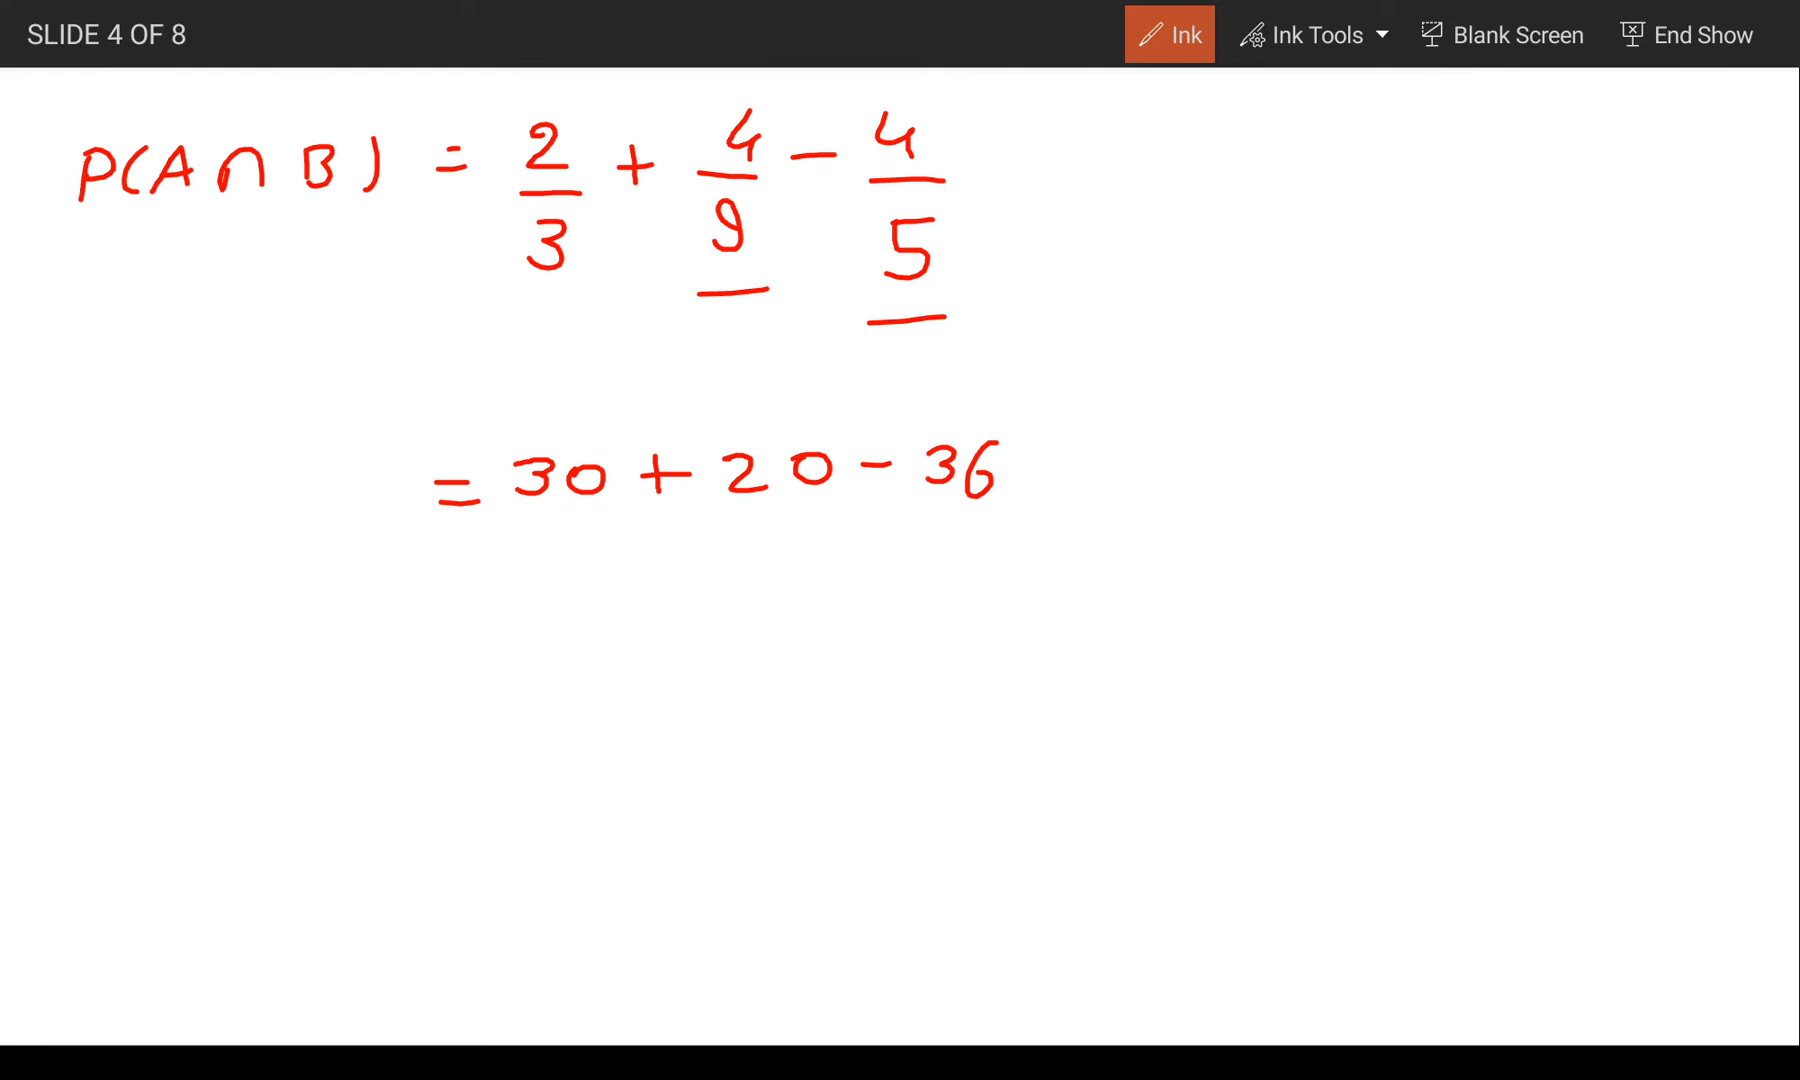 SLIDE 4 OF 8 Ink Ink Tools Blank Screen End Show
P(A ∩ B) = 2/3 + 4/9 - 4/5
= 30 + 20 - 36